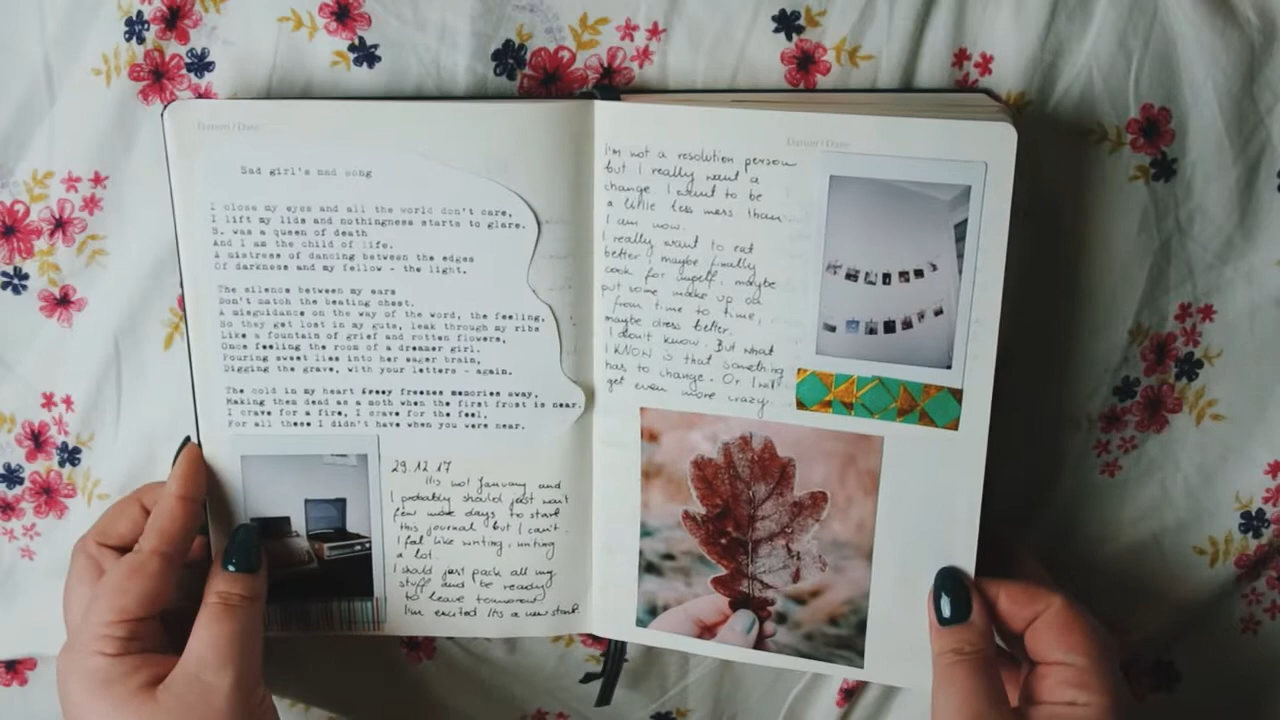 Sad girl's mad song
I close my eyes and all the world don't care,
I lift my lids and nothingness starts to glare.
S. was a queen of death
And I am the child of life.
A mistress of dancing between the edges
Of darkness and my fellow - the light.
The silence between my ears
Don't match the beating chest.
A misguidance on the way of the word, the feeling,
So they get lost in my guts, leak through my ribs
Like a fountain of grief and rotten flowers,
Once feeling the room of a dreamer girl.
Pouring sweet lies into her eager brain,
Digging the grave, with your letters - again.
The cold in my heart freezes memories away,
Making them dead as a moth when the first frost is near.
I crave for a fire, I crave for the feel,
For all these I didn't have when you were near.
29.12.17
It's not January and
I probably should just wait
few more days to start
this journal but I can't.
I feel like writing, writing
a lot.
I should just pack all my
stuff and be ready
to leave tomorrow
I'm excited It's a new start
I'm not a resolution person
but I really want a
change. I want to be
a little less mess than
I am now.
I really want to eat
better, maybe finally
cook for myself, maybe
put some make up on
from time to time,
maybe dress better.
I don't know. But what
I KNOW is that something
has to change. Or I will
get even more crazy.